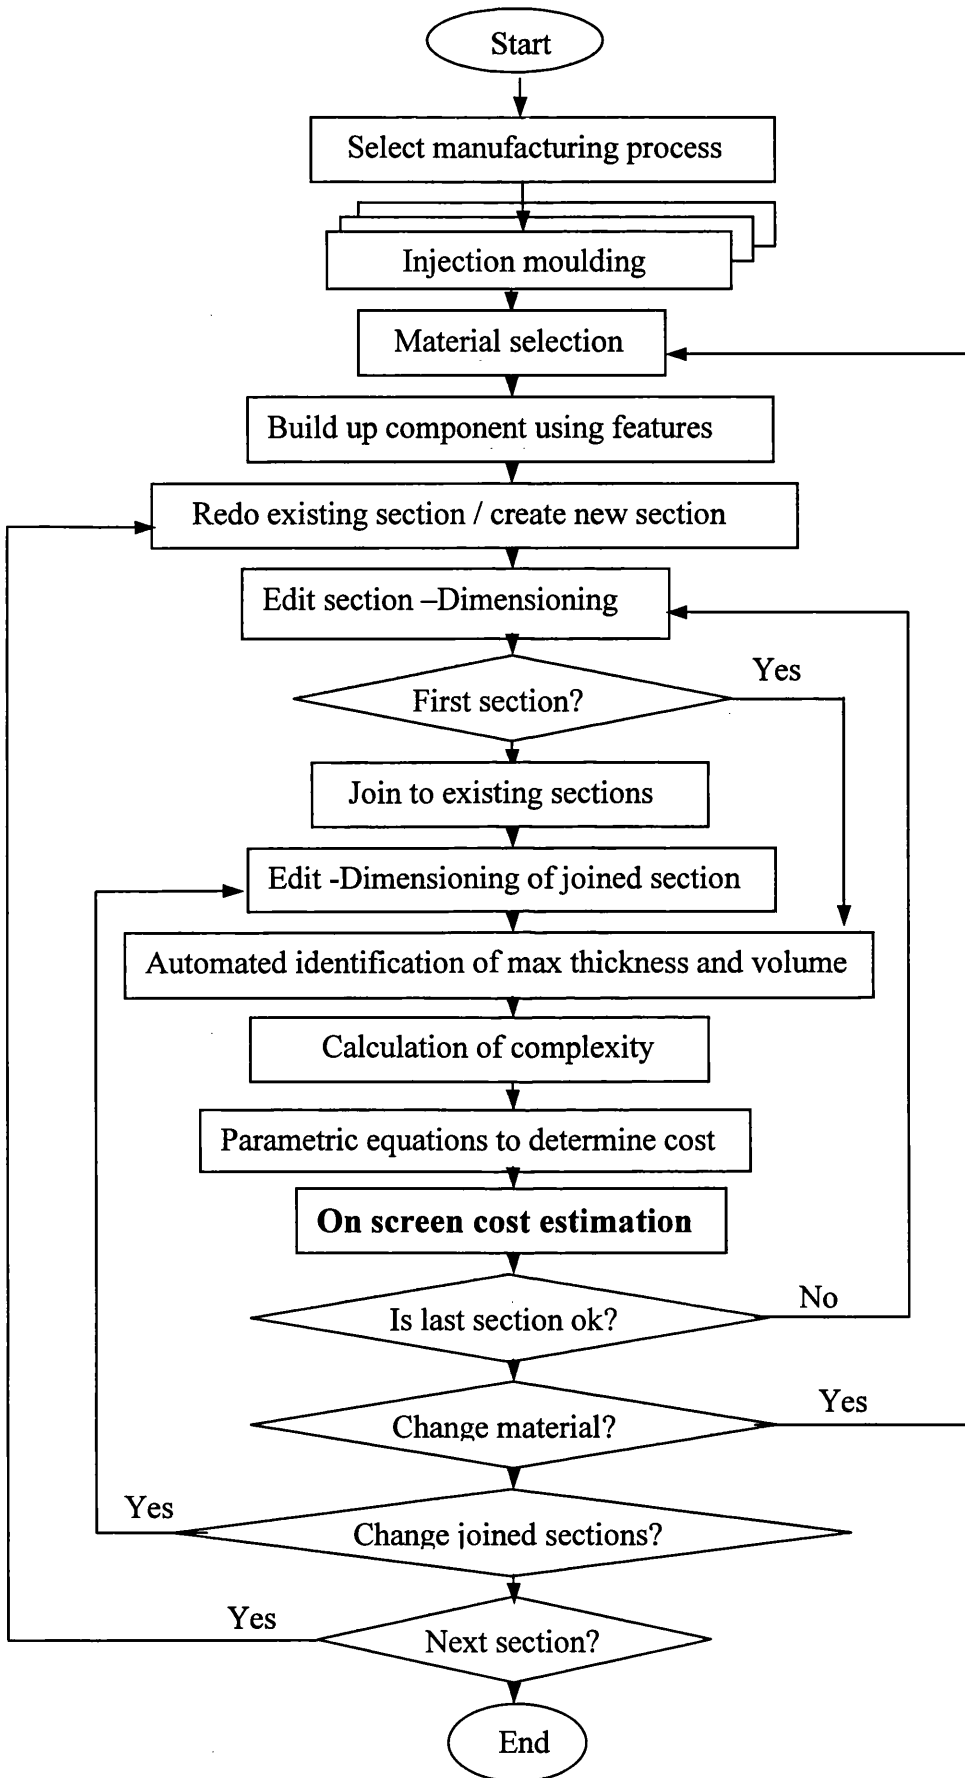 Start
Select manufacturing process
Injection moulding
Material selection
Build up component using features
Redo existing section / create new section
Edit section –Dimensioning
Yes
First section?
Join to existing sections
Edit -Dimensioning of joined section
Automated identification of max thickness and volume
Calculation of complexity
Parametric equations to determine cost
On screen cost estimation
No
Is last section ok?
Yes
Change material?
Yes
Change joined sections?
Yes
Next section?
End